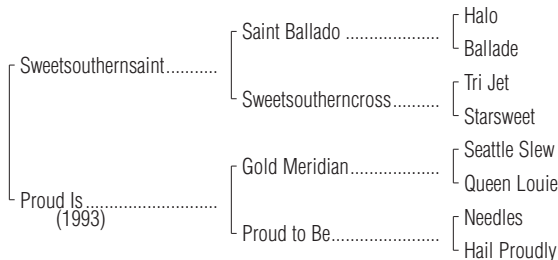 Halo
Saint Ballado ...................
Ballade
Sweetsouthernsaint...........
Tri Jet
Sweetsoutherncross..........
Starsweet
Seattle Slew
Gold Meridian...................
Queen Louie
Proud Is ...........................
(1993)
Needles
Proud to Be.......................
Hail Proudly